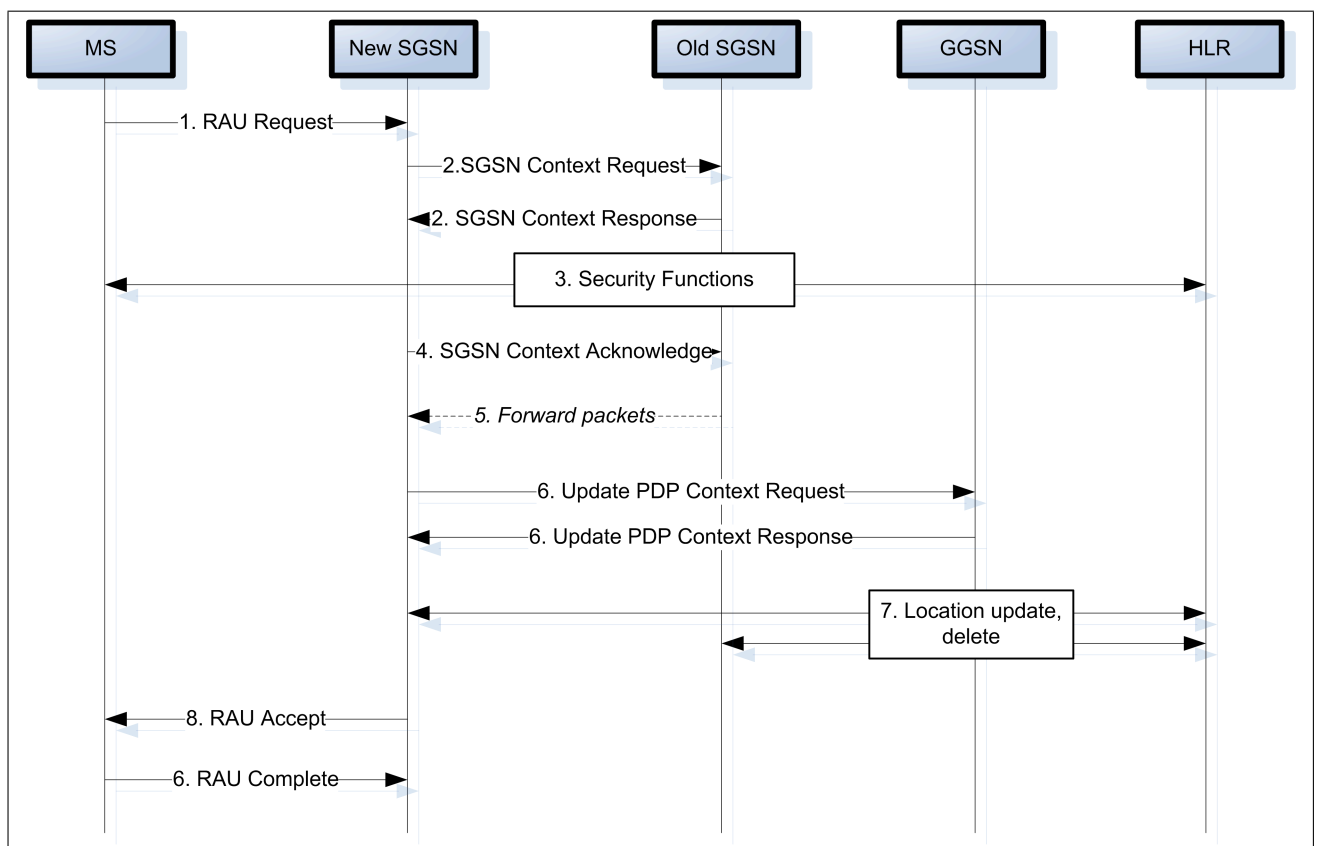 MS
New SGSN
Old SGSN
GGSN
HLR
1. RAU Request
2.SGSN Context Request
2. SGSN Context Response
3. Security Functions
4. SGSN Context Acknowledge
5. Forward packets
6. Update PDP Context Request
6. Update PDP Context Response
7. Location update,
delete
8. RAU Accept
6. RAU Complete